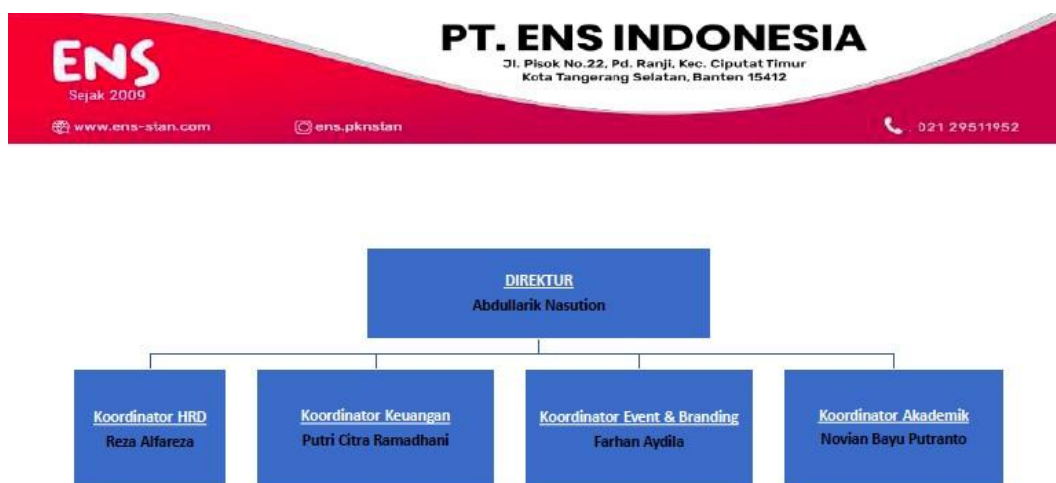 ENS
Sejak 2009
PT. ENS INDONESIA
Jl. Pisok No.22, Pd. Ranji, Kec. Ciputat Timur
Kota Tangerang Selatan, Banten 15412
www.ens-stan.com
ens.pknstan
021 29511952
DIREKTUR
Abdullarik Nasution
Koordinator HRD
Reza Alfareza
Koordinator Keuangan
Putri Citra Ramadhani
Koordinator Event & Branding
Farhan Aydila
Koordinator Akademik
Novian Bayu Putranto